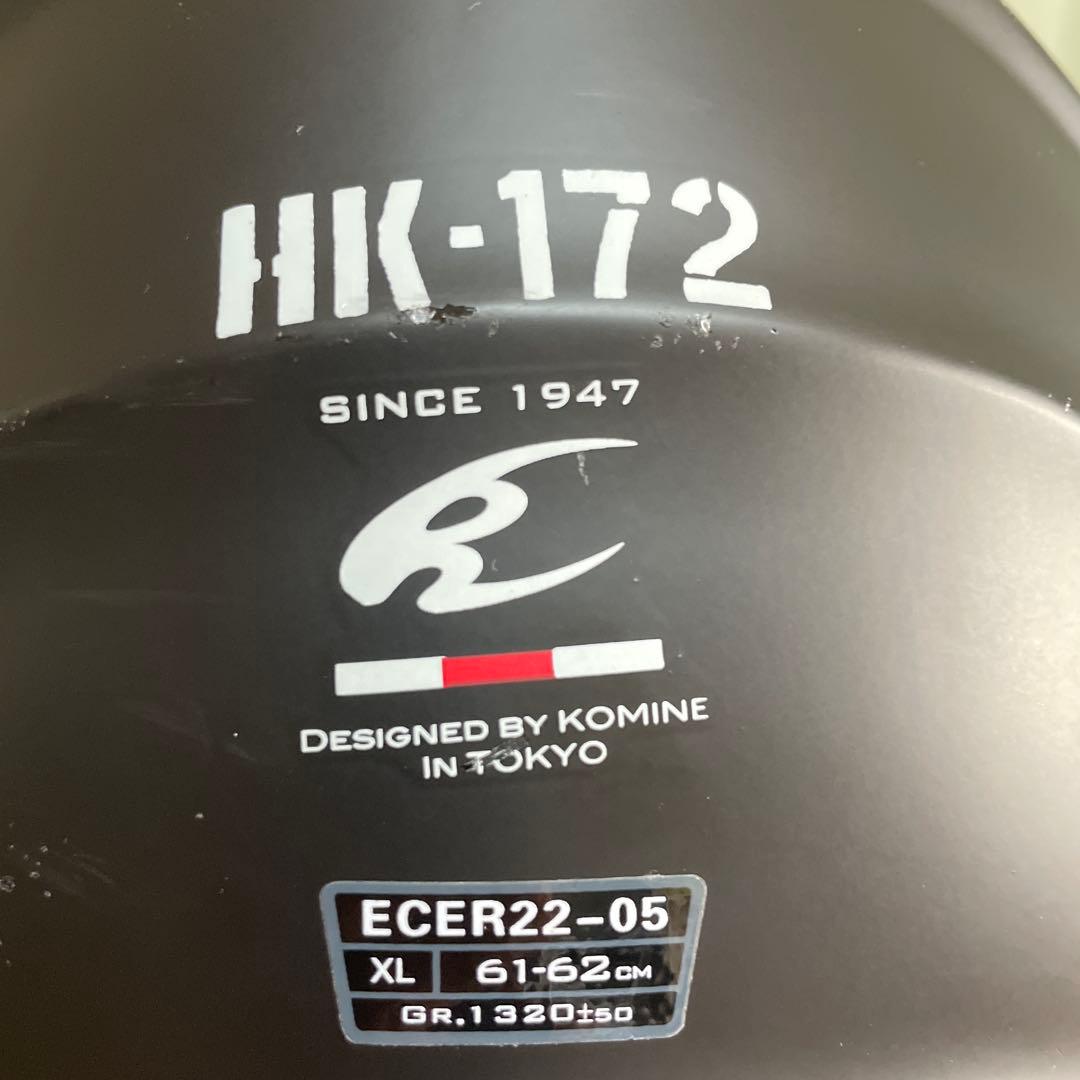 HK-172
SINCE 1947
DESIGNED BY KOMINE
IN TOKYO
ECER22-05
XL 61-62CM
GR.1320±50